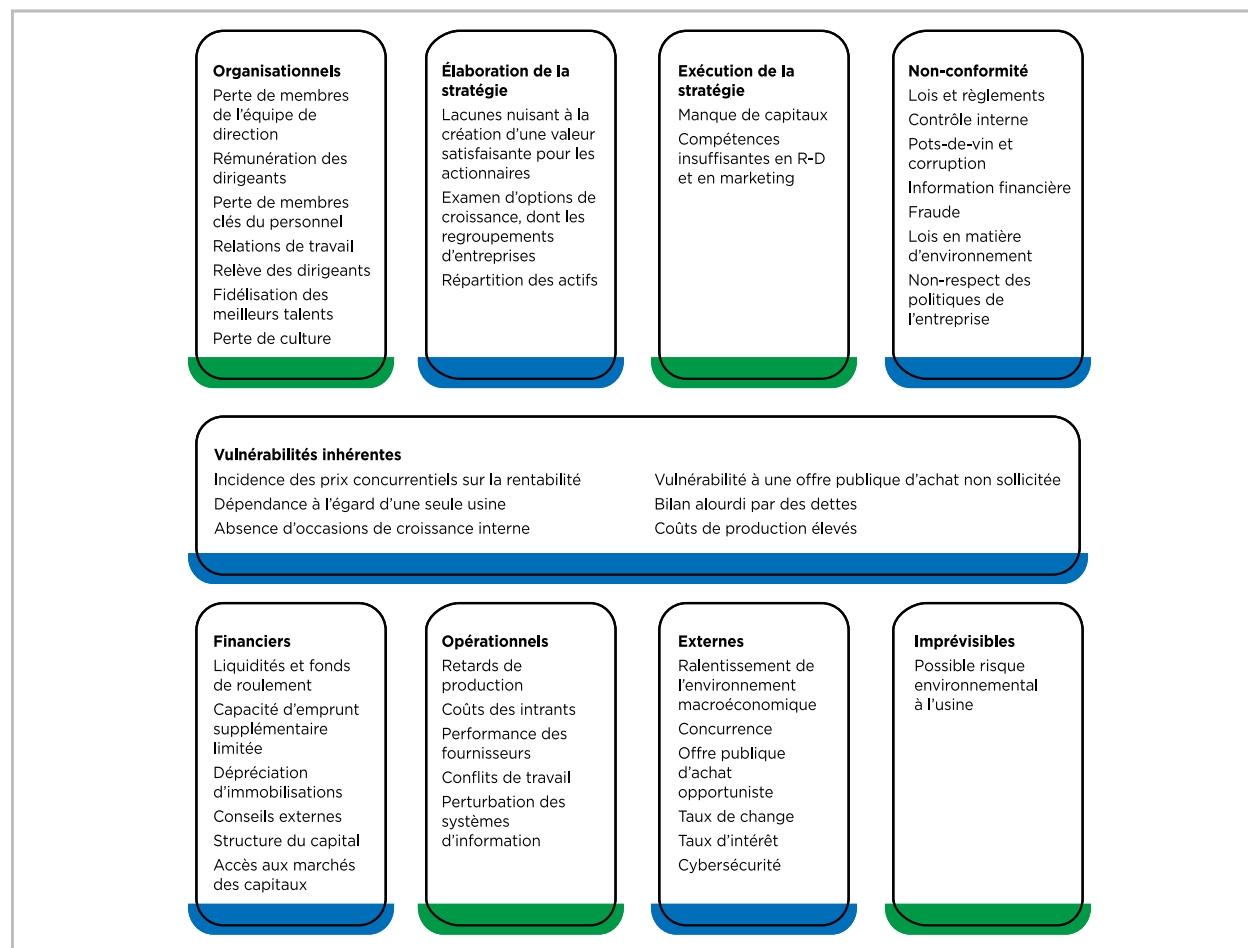 Organisationnels
Perte de membres
de l’équipe de
direction
Rémunération des
dirigeants
Perte de membres
clés du personnel
Relations de travail
Relève des dirigeants
Fidélisation des
meilleurs talents
Perte de culture
Élaboration de la
stratégie
Lacunes nuisant à la
création d’une valeur
satisfaisante pour les
actionnaires
Examen d’options de
croissance, dont les
regroupements
d’entreprises
Répartition des actifs
Exécution de la
stratégie
Manque de capitaux
Compétences
insuffisantes en R-D
et en marketing
Non-conformité
Lois et règlements
Contrôle interne
Pots-de-vin et
corruption
Information financière
Fraude
Lois en matière
d’environnement
Non-respect des
politiques de
l’entreprise
Vulnérabilités inhérentes
Incidence des prix concurrentiels sur la rentabilité
Dépendance à l’égard d’une seule usine
Absence d’occasions de croissance interne
Vulnérabilité à une offre publique d’achat non sollicitée
Bilan alourdi par des dettes
Coûts de production élevés
Financiers
Liquidités et fonds
de roulement
Capacité d’emprunt
supplémentaire
limitée
Dépréciation
d’immobilisations
Conseils externes
Structure du capital
Accès aux marchés
des capitaux
Opérationnels
Retards de
production
Coûts des intrants
Performance des
fournisseurs
Conflits de travail
Perturbation des
systèmes
d’information
Externes
Ralentissement de
l’environnement
macroéconomique
Concurrence
Offre publique
d’achat
opportuniste
Taux de change
Taux d’intérêt
Cybersécurité
Imprévisibles
Possible risque
environnemental
à l’usine